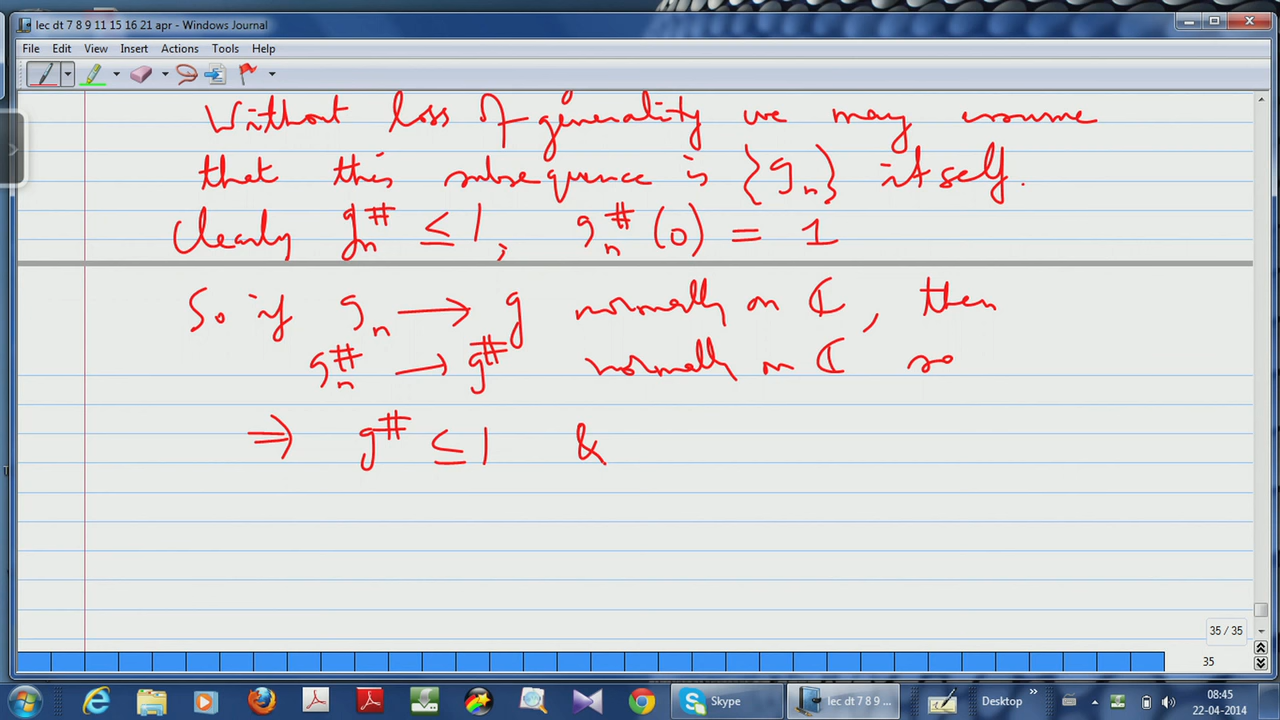 lec dt 7 8 9 11 15 16 21 apr - Windows Journal
File Edit View Insert Actions Tools Help
Without loss of generality we may assume
that this subsequence is {g_n} itself.
Clearly g_n^# ≤ 1, g_n^#(0) = 1
So if g_n → g normally on ℂ, then
g_n^# → g^# normally on ℂ so
⇒ g^# ≤ 1 &
35 / 35
35
Skype
lec dt 7 8 9 ...
Desktop
08:45
22-04-2014